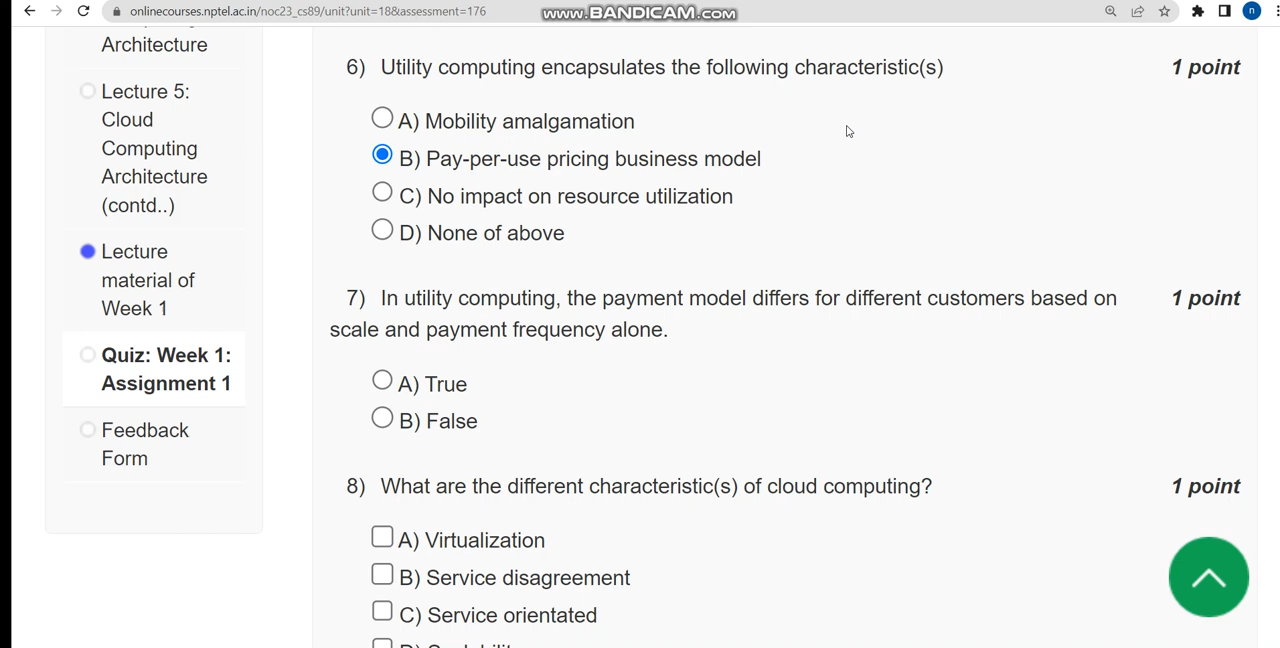 onlinecourses.nptel.ac.in/noc23_cs89/unit?unit=18&assessment=176
www.BANDICAM.com
n
Architecture
Lecture 5:
Cloud
Computing
Architecture
(contd..)
Lecture
material of
Week 1
Quiz: Week 1:
Assignment 1
Feedback
Form
6) Utility computing encapsulates the following characteristic(s) 1 point
A) Mobility amalgamation
B) Pay-per-use pricing business model
C) No impact on resource utilization
D) None of above
7) In utility computing, the payment model differs for different customers based on 1 point
scale and payment frequency alone.
A) True
B) False
8) What are the different characteristic(s) of cloud computing? 1 point
A) Virtualization
B) Service disagreement
C) Service orientated